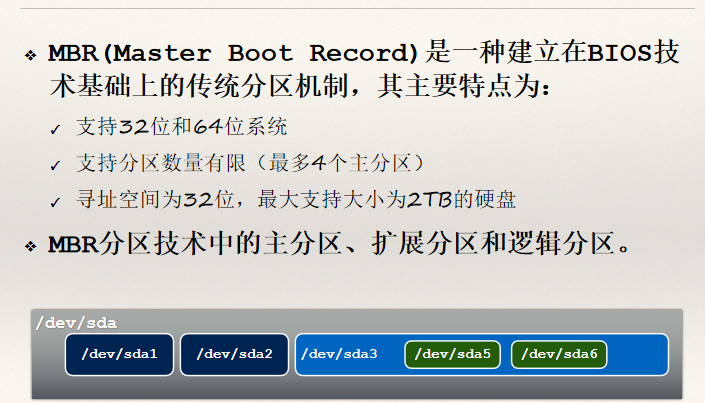 MBR(Master Boot Record)是一种建立在BIOS技
术基础上的传统分区机制，其主要特点为：
支持32位和64位系统
支持分区数量有限（最多4个主分区）
寻址空间为32位，最大支持大小为2TB的硬盘
MBR分区技术中的主分区、扩展分区和逻辑分区。
/dev/sda
/dev/sda1 /dev/sda2 /dev/sda3 /dev/sda5 /dev/sda6